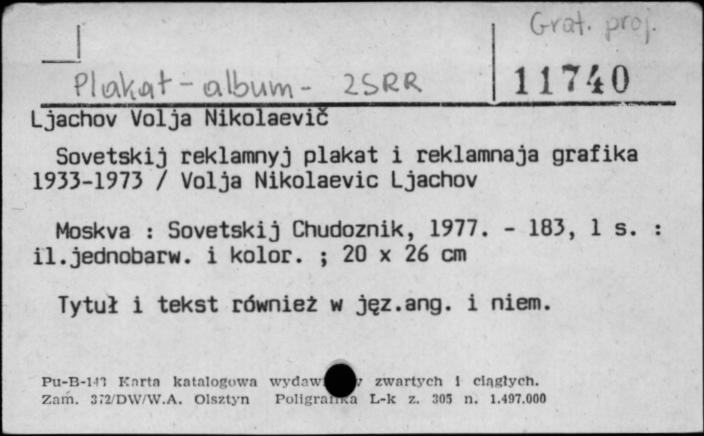 Graf. proj.
Plakat - album - ZSRR
11740
Ljachov Volja Nikolaevič
Sovetskij reklamnyj plakat i reklamnaja grafika
1933-1973 / Volja Nikolaevic Ljachov
Moskva : Sovetskij Chudoznik, 1977. - 183, 1 s. :
il.jednobarw. i kolor. ; 20 x 26 cm
Tytuł i tekst również w jęz.ang. i niem.
Pu-B-143 Karta katalogowa zwartych i ciągłych.
Zam. 372/DW/W.A. Olsztyn Poligrafika L-k z. 305 n. 1.497.000